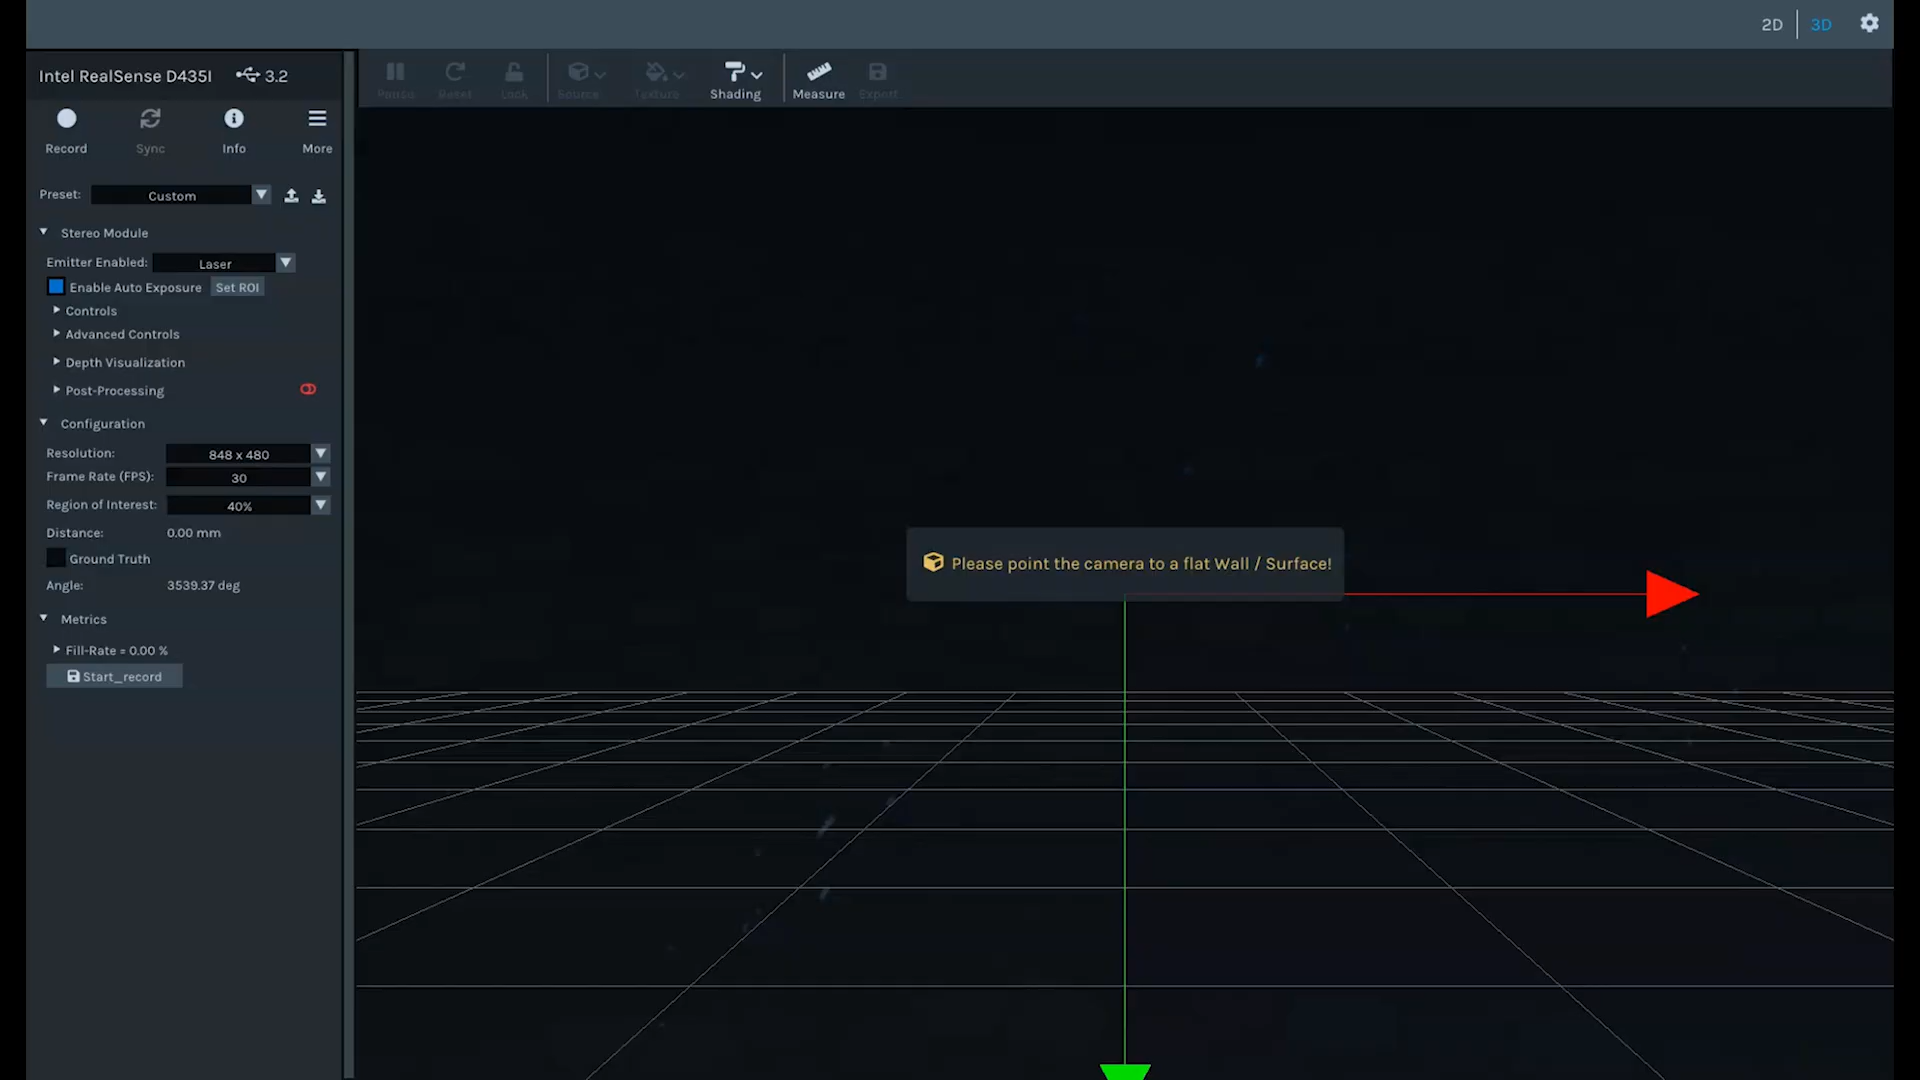 2D 3D
Intel RealSense D435I 3.2
Pause Reset Lock Source Texture Shading Measure Export
Record Sync Info More
Preset: Custom
Stereo Module
Emitter Enabled: Laser
Enable Auto Exposure Set ROI
Controls
Advanced Controls
Depth Visualization
Post-Processing
Configuration
Resolution: 848 x 480
Frame Rate (FPS): 30
Region of Interest: 40%
Distance: 0.00 mm
Ground Truth
Angle: 3539.37 deg
Metrics
Fill-Rate = 0.00 %
Start_record
Please point the camera to a flat Wall / Surface!